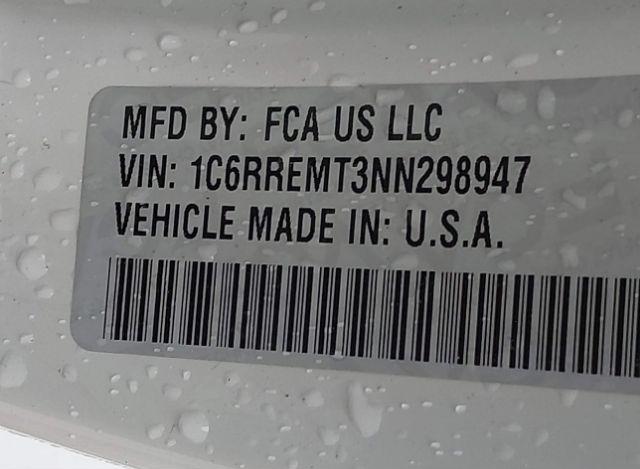 MFD BY: FCA US LLC
VIN: 1C6RREMT3NN298947
VEHICLE MADE IN: U.S.A.